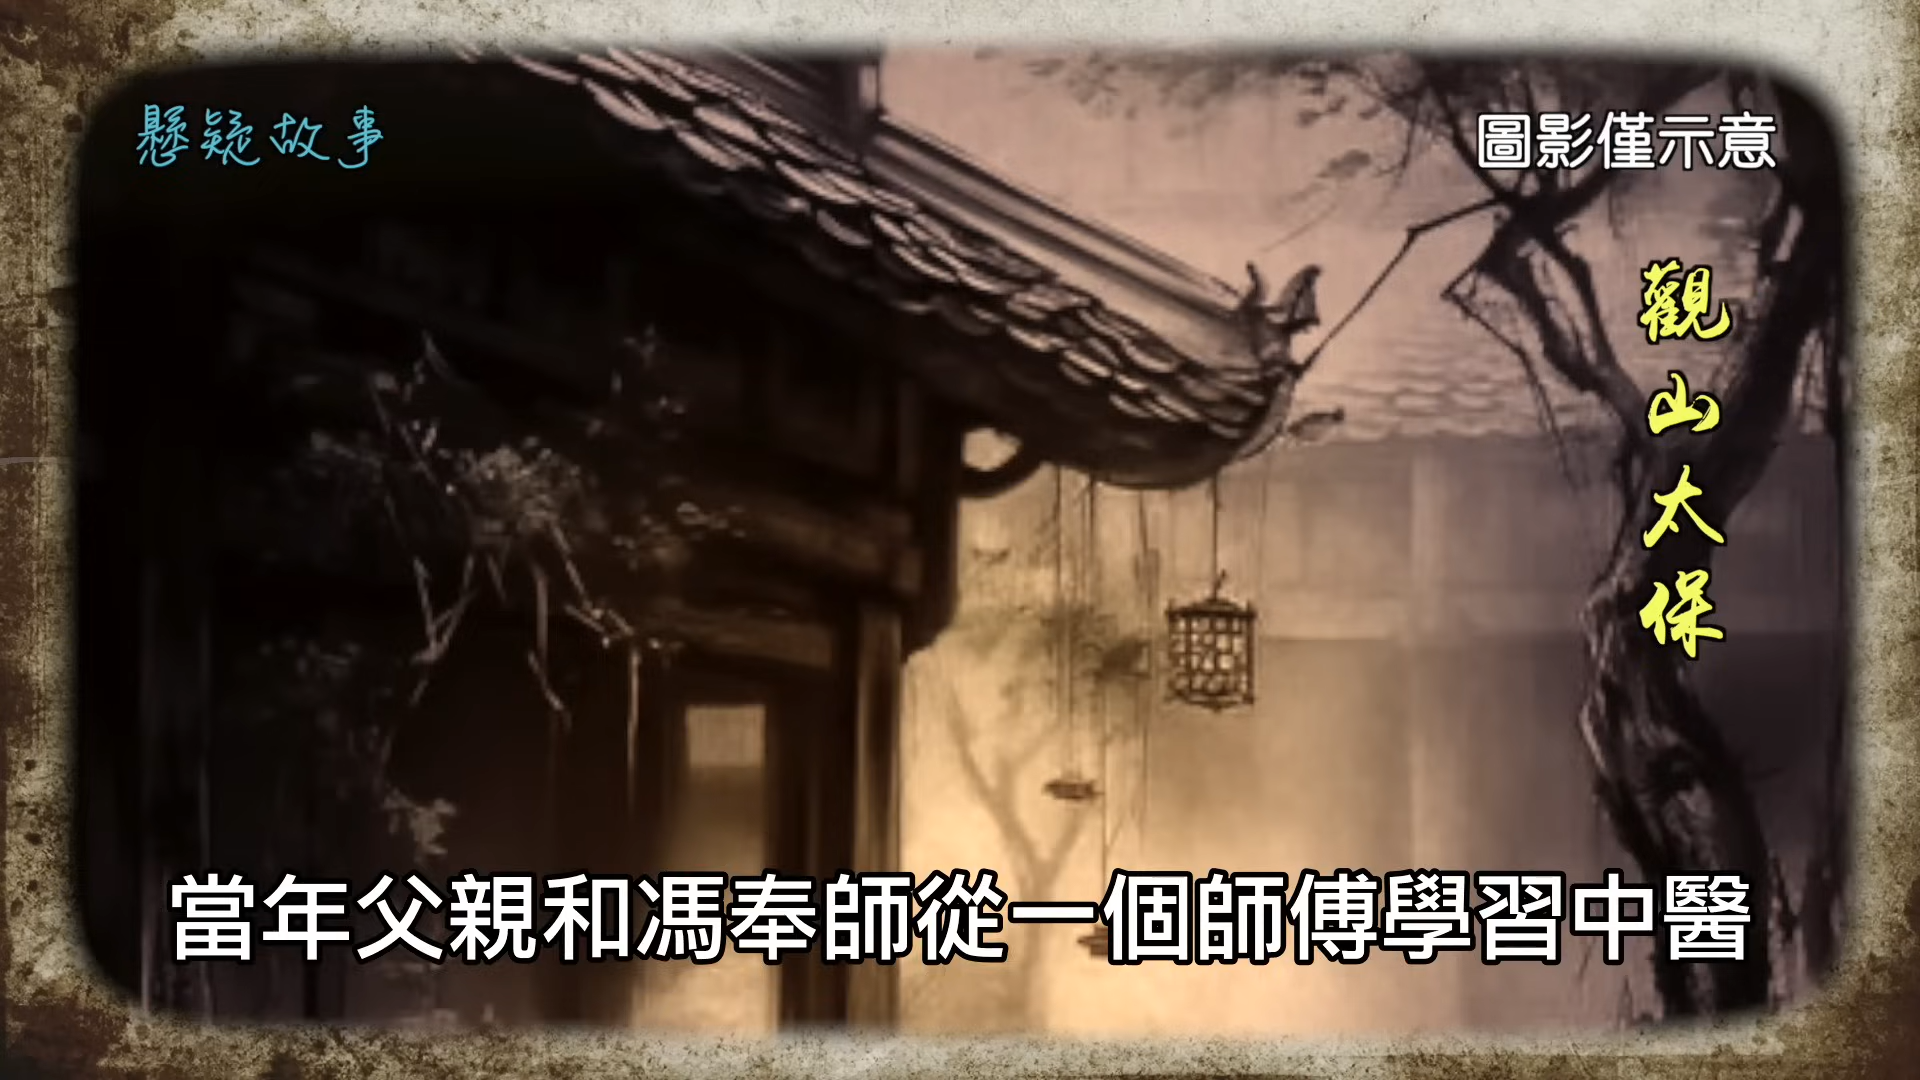 懸疑故事
圖影僅示意
觀山太保
當年父親和馮奉師從一個師傅學習中醫